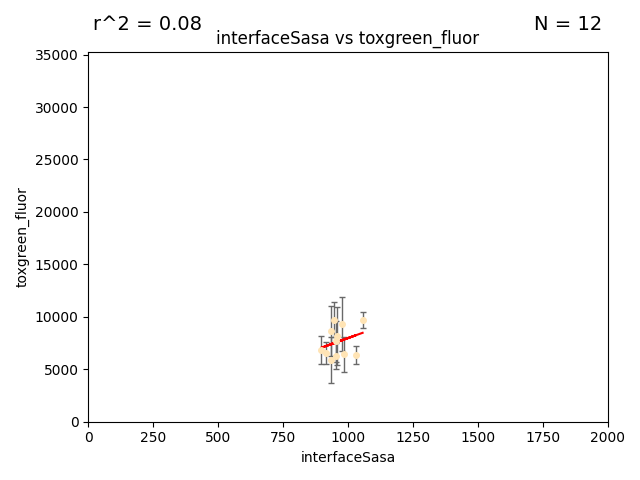 r^2 = 0.08
N = 12
interfaceSasa vs toxgreen_fluor
35000
30000
25000
20000
15000
10000
5000
0
toxgreen_fluor
0 250 500 750 1000 1250 1500 1750 2000
interfaceSasa